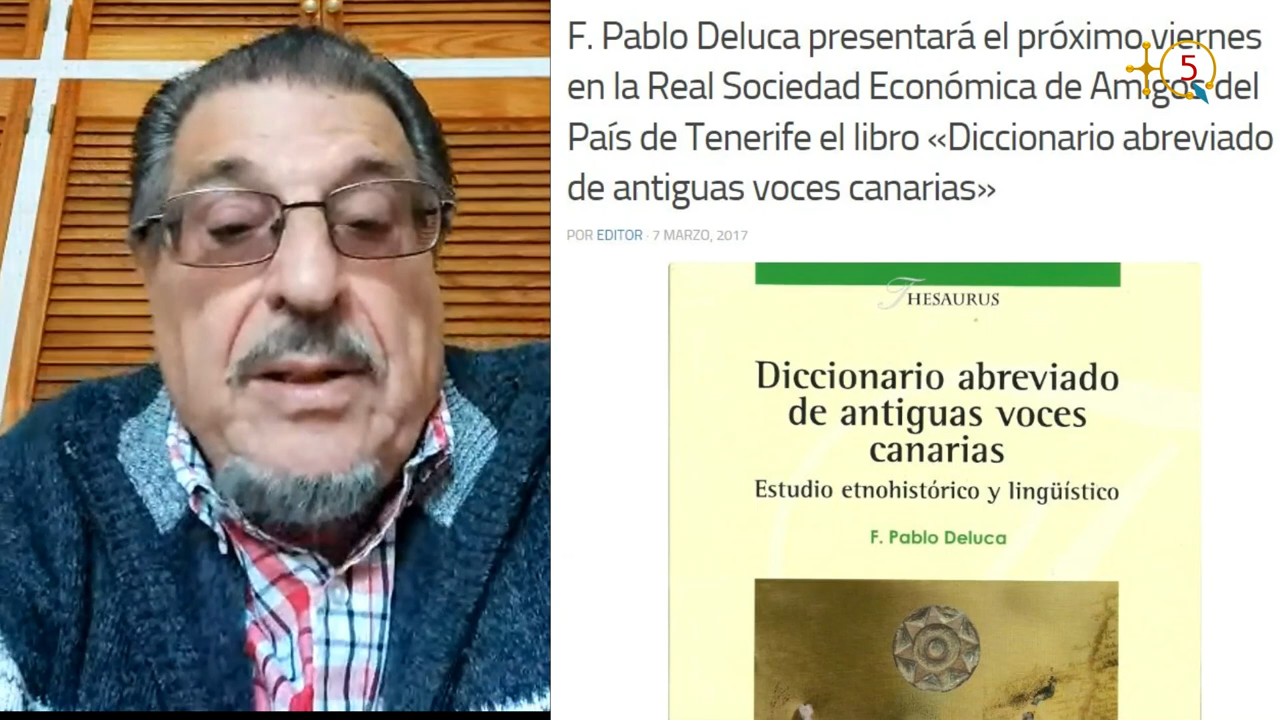 F. Pablo Deluca presentará el próximo viernes
en la Real Sociedad Económica de Amigos del
País de Tenerife el libro «Diccionario abreviado
de antiguas voces canarias»
POR EDITOR · 7 MARZO, 2017
5
THESAURUS
Diccionario abreviado
de antiguas voces
canarias
Estudio etnohistórico y lingüístico
F. Pablo Deluca